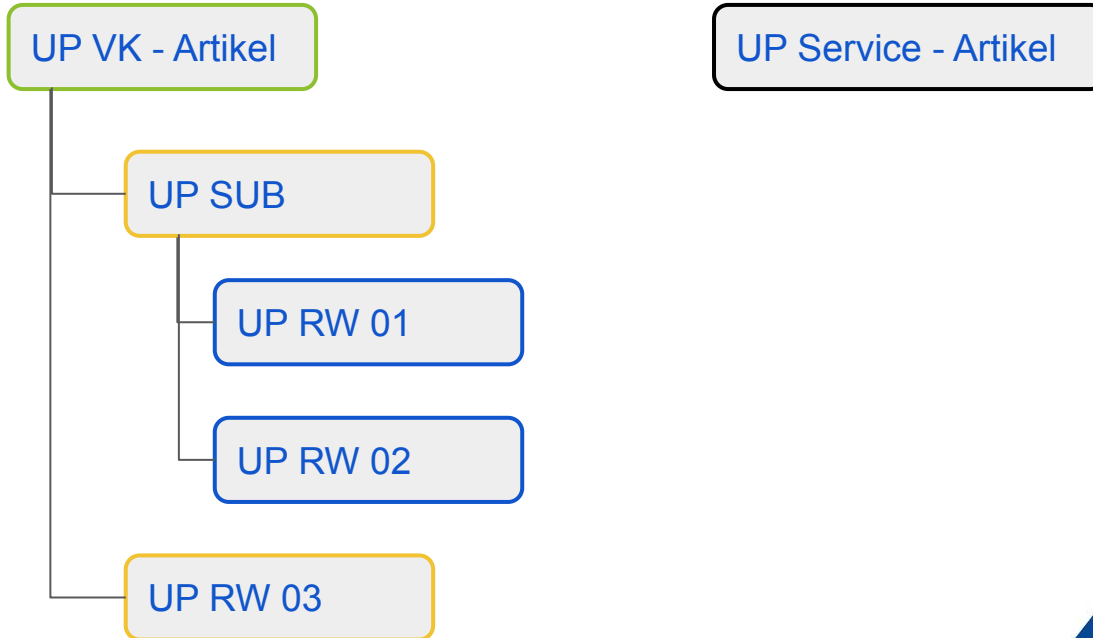 UP VK - Artikel
UP Service - Artikel
UP SUB
UP RW 01
UP RW 02
UP RW 03